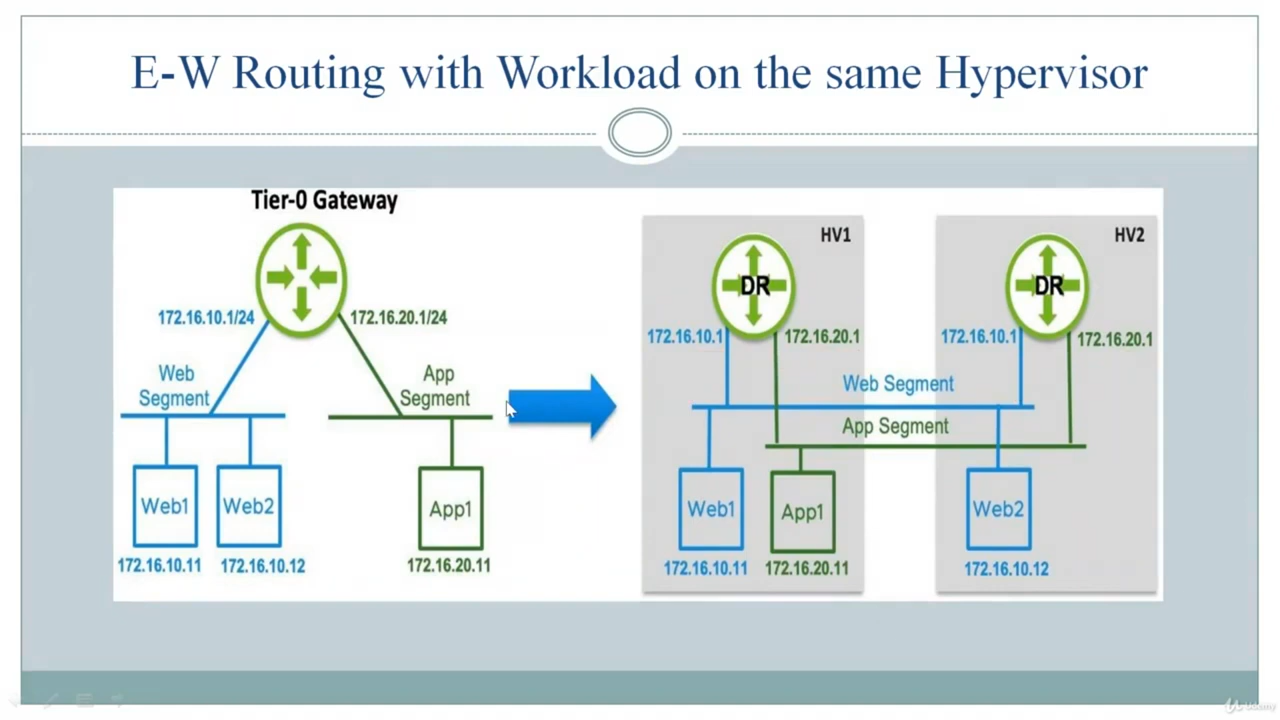 E-W Routing with Workload on the same Hypervisor
Tier-0 Gateway
172.16.10.1/24
172.16.20.1/24
Web
Segment
App
Segment
Web1
Web2
App1
172.16.10.11
172.16.10.12
172.16.20.11
HV1
DR
172.16.10.1
172.16.20.1
HV2
DR
172.16.10.1
172.16.20.1
Web Segment
App Segment
Web1
App1
Web2
172.16.10.11
172.16.20.11
172.16.10.12
Udemy